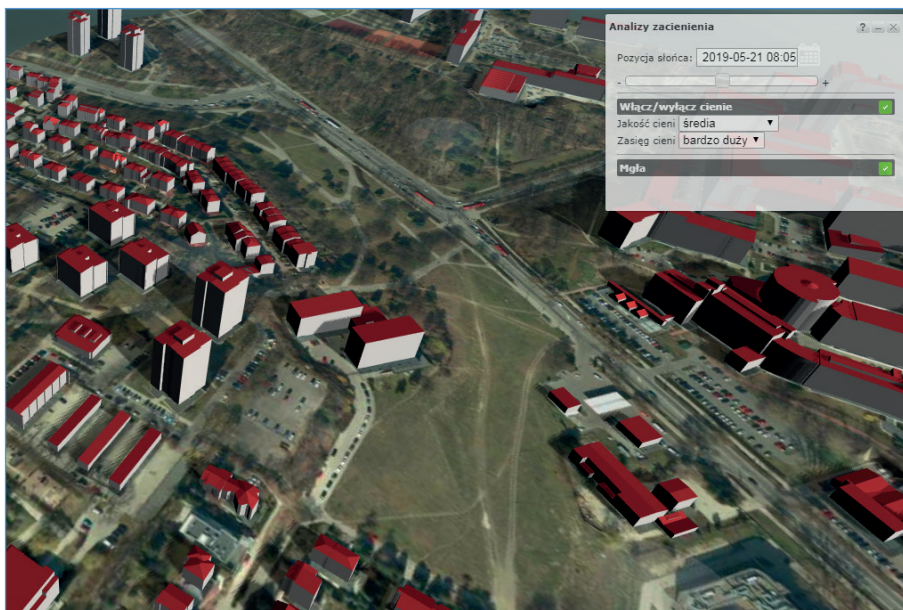 Analizy zacienienia
Pozycja słońca: 2019-05-21 08:05
- +
Włącz/wyłącz cienie
Jakość cieni średia
Zasięg cieni bardzo duży
Mgła